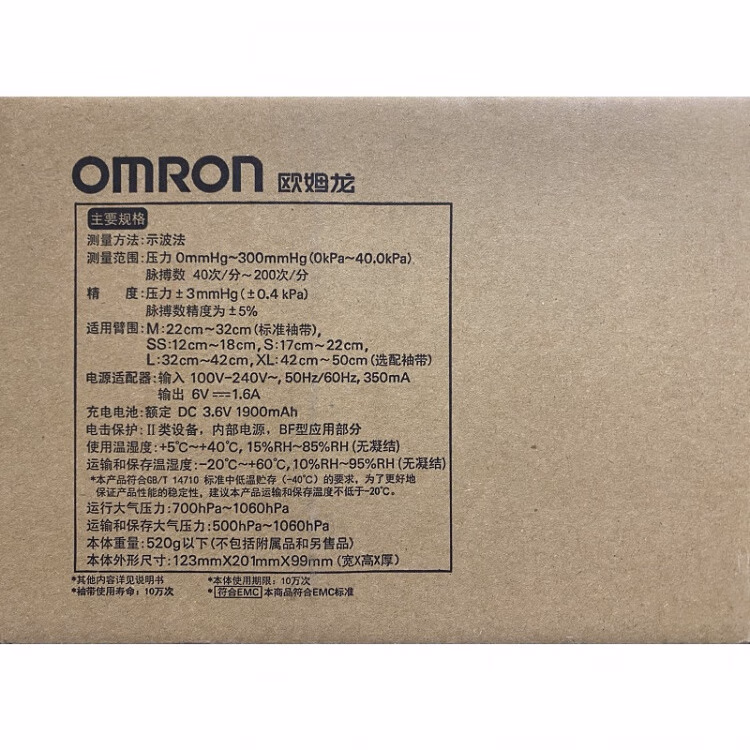 OMRON 欧姆龙
主要规格
测量方法:示波法
测量范围:压力 0mmHg~300mmHg(0kPa~40.0kPa)
脉搏数 40次/分~200次/分
精 度:压力±3mmHg(±0.4 kPa)
脉搏数精度为±5%
适用臂围:M:22cm~32cm(标准袖带),
SS:12cm~18cm, S:17cm~22cm,
L:32cm~42cm, XL:42cm~50cm(选配袖带)
电源适配器:输入 100V-240V~, 50Hz/60Hz, 350mA
输出 6V⎓1.6A
充电电池:额定 DC 3.6V 1900mAh
电击保护:II类设备，内部电源，BF型应用部分
使用温湿度:+5℃~+40℃, 15%RH~85%RH (无凝结)
运输和保存温湿度:-20℃~+60℃, 10%RH~95%RH (无凝结)
*本产品符合GB/T 14710 标准中低温贮存（-40℃）的要求，为了更好地
保证产品性能的稳定性，建议本产品运输和保存温度不低于-20℃。
运行大气压力:700hPa~1060hPa
运输和保存大气压力:500hPa~1060hPa
本体重量:520g以下(不包括附属品和另售品)
本体外形尺寸:123mmX201mmX99mm (宽X高X厚)
*其他内容详见说明书 *本体使用期限：10万次
*袖带使用寿命：10万次 *符合EMC 本商品符合EMC标准